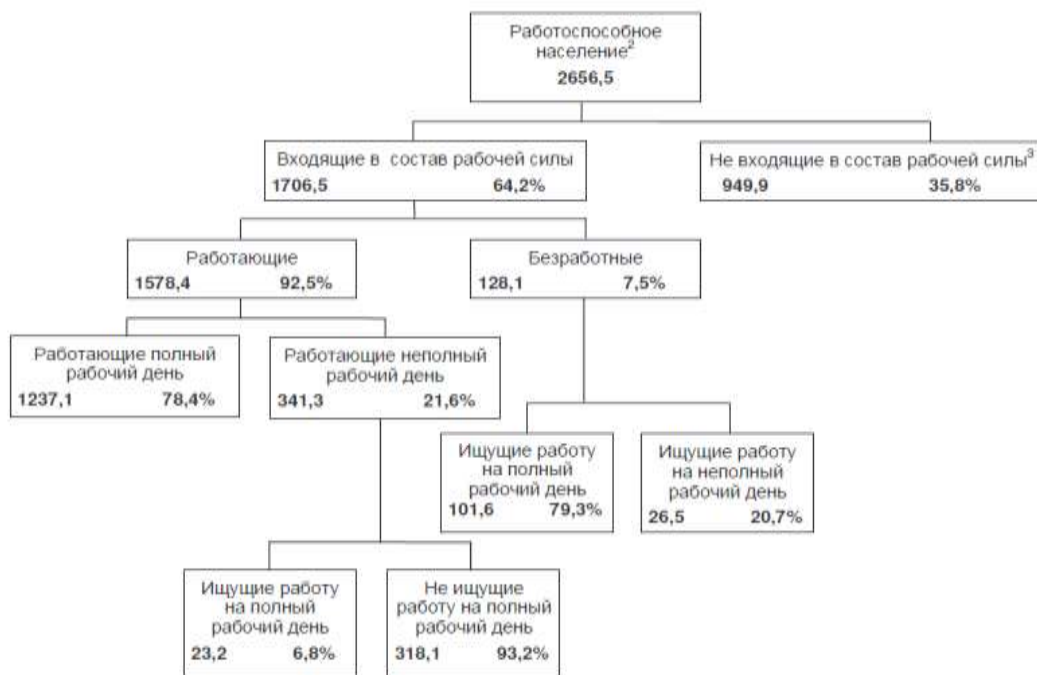 Работоспособное
население²
2656,5
Входящие в состав рабочей силы
1706,5 64,2%
Не входящие в состав рабочей силы³
949,9 35,8%
Работающие
1578,4 92,5%
Безработные
128,1 7,5%
Работающие полный
рабочий день
1237,1 78,4%
Работающие неполный
рабочий день
341,3 21,6%
Ищущие работу
на полный
рабочий день
101,6 79,3%
Ищущие работу
на неполный
рабочий день
26,5 20,7%
Ищущие работу
на полный
рабочий день
23,2 6,8%
Не ищущие
работу на полный
рабочий день
318,1 93,2%